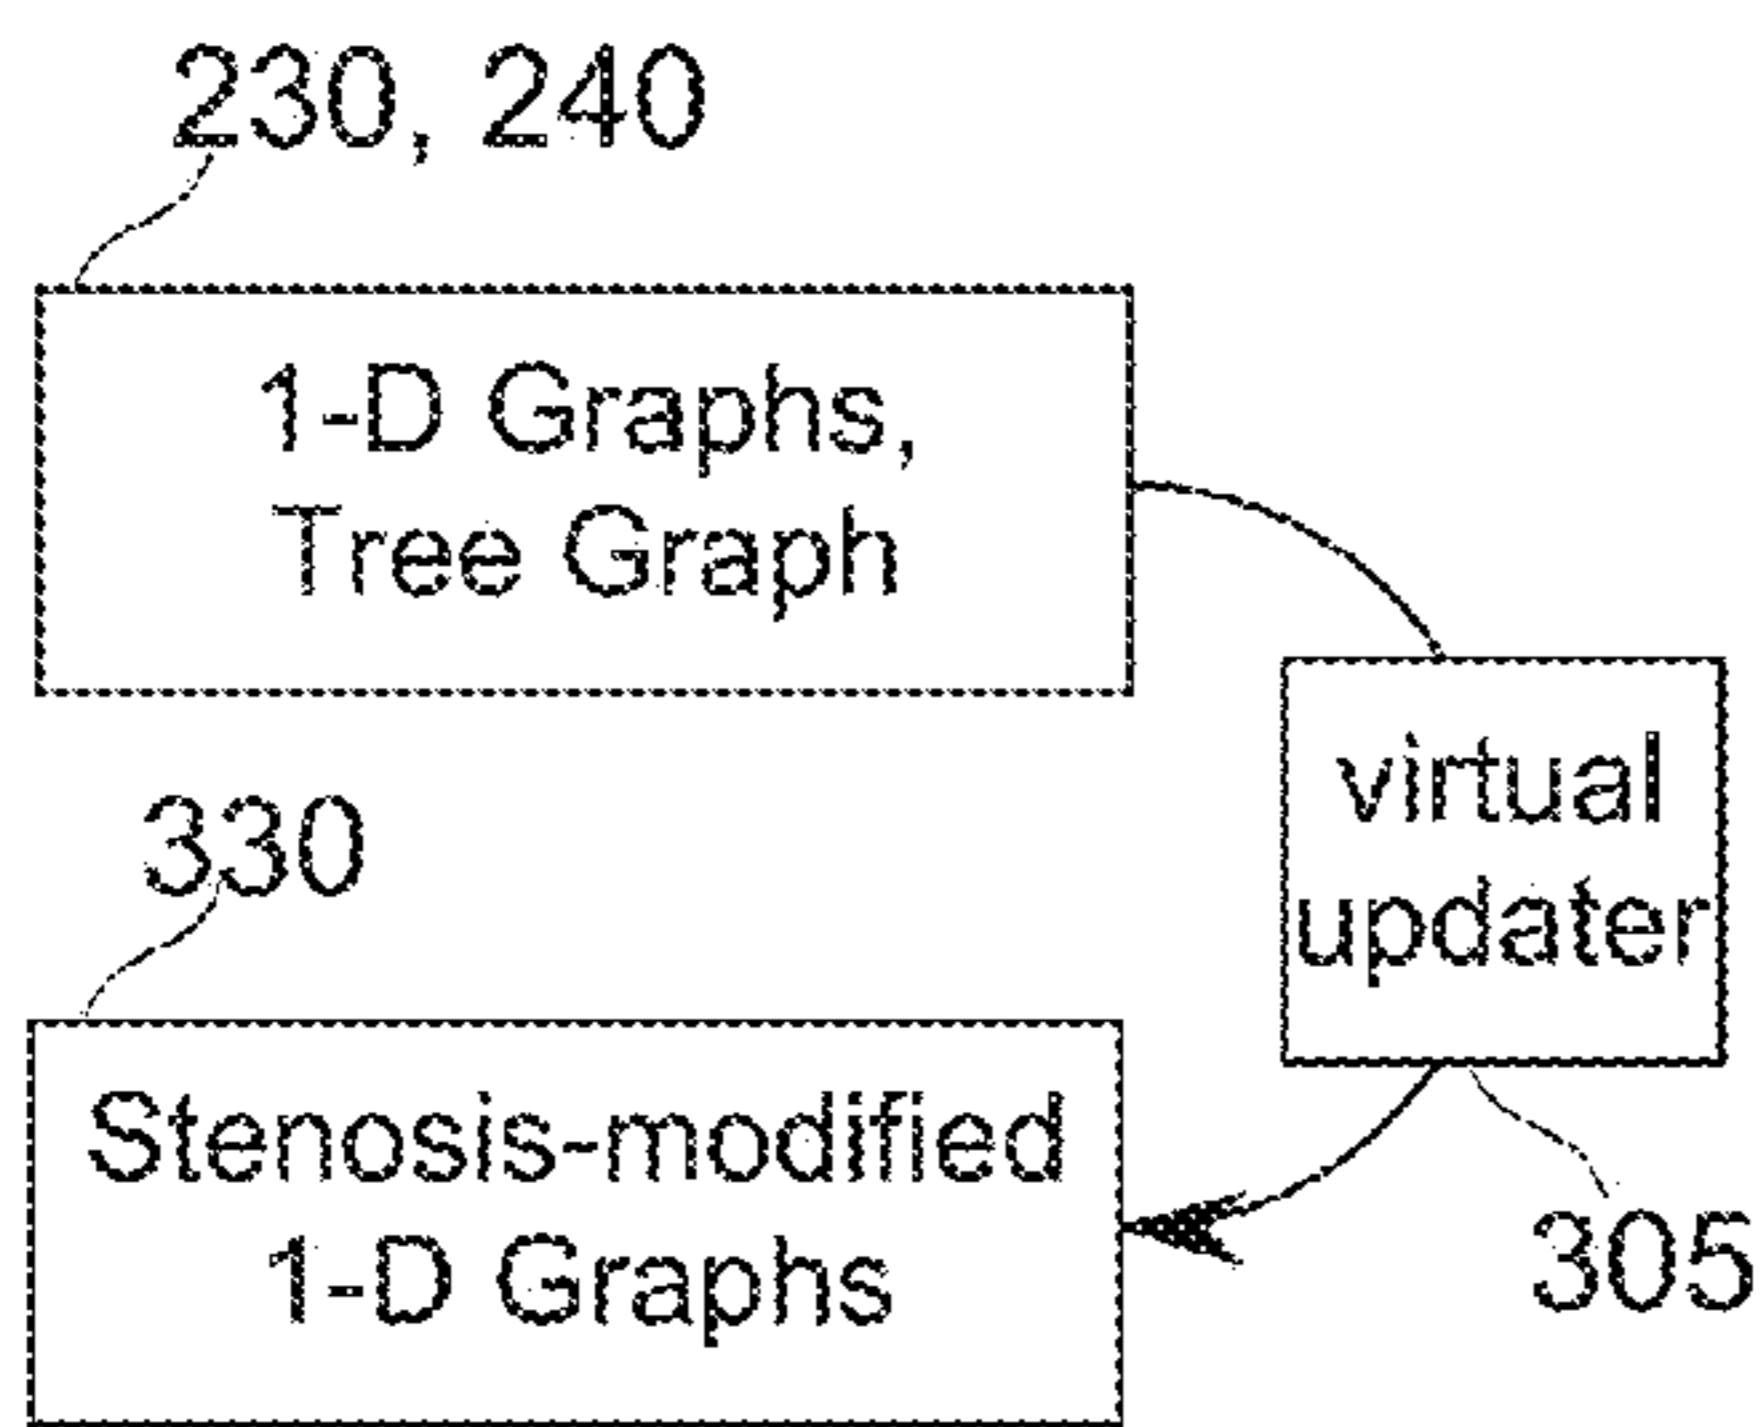 230, 240
1-D Graphs,
Tree Graph
virtual
updater
330
Stenosis-modified
1-D Graphs
305